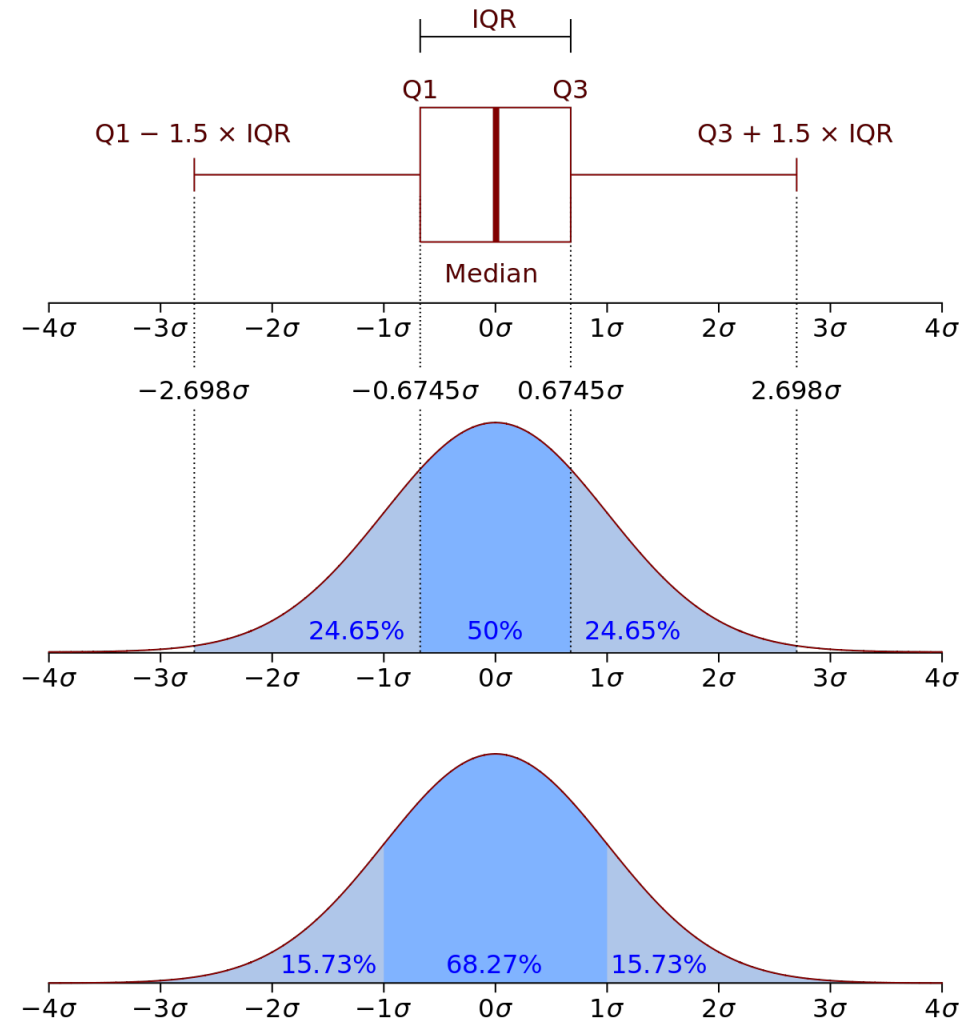 IQR
Q1 Q3
Q1 − 1.5 × IQR Q3 + 1.5 × IQR
Median
−4σ −3σ −2σ −1σ 0σ 1σ 2σ 3σ 4σ
−2.698σ −0.6745σ 0.6745σ 2.698σ
24.65% 50% 24.65%
−4σ −3σ −2σ −1σ 0σ 1σ 2σ 3σ 4σ
15.73% 68.27% 15.73%
−4σ −3σ −2σ −1σ 0σ 1σ 2σ 3σ 4σ